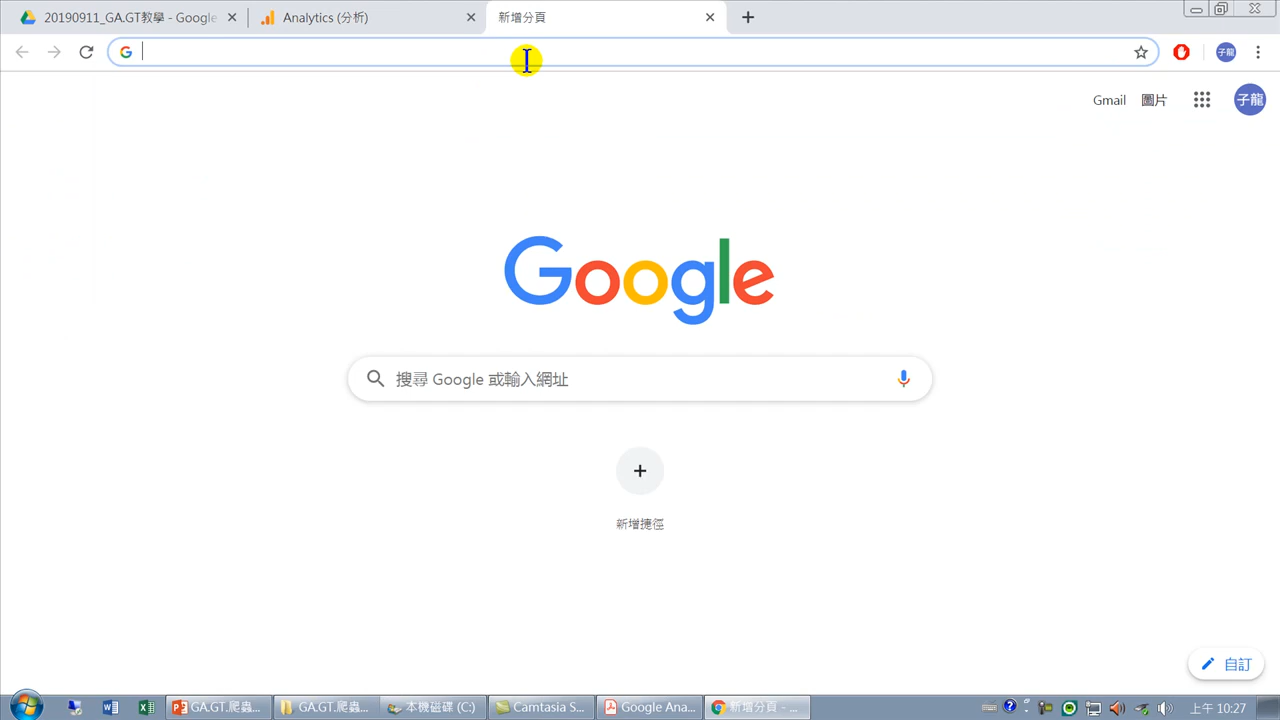 20190911_GA.GT教學 - Google
Analytics (分析)
新增分頁
子龍
Gmail
圖片
子龍
Google
搜尋 Google 或輸入網址
新增捷徑
自訂
GA.GT.爬蟲...
GA.GT.爬蟲...
本機磁碟 (C:)
Camtasia S...
Google Ana...
新增分頁 - ...
上午 10:27